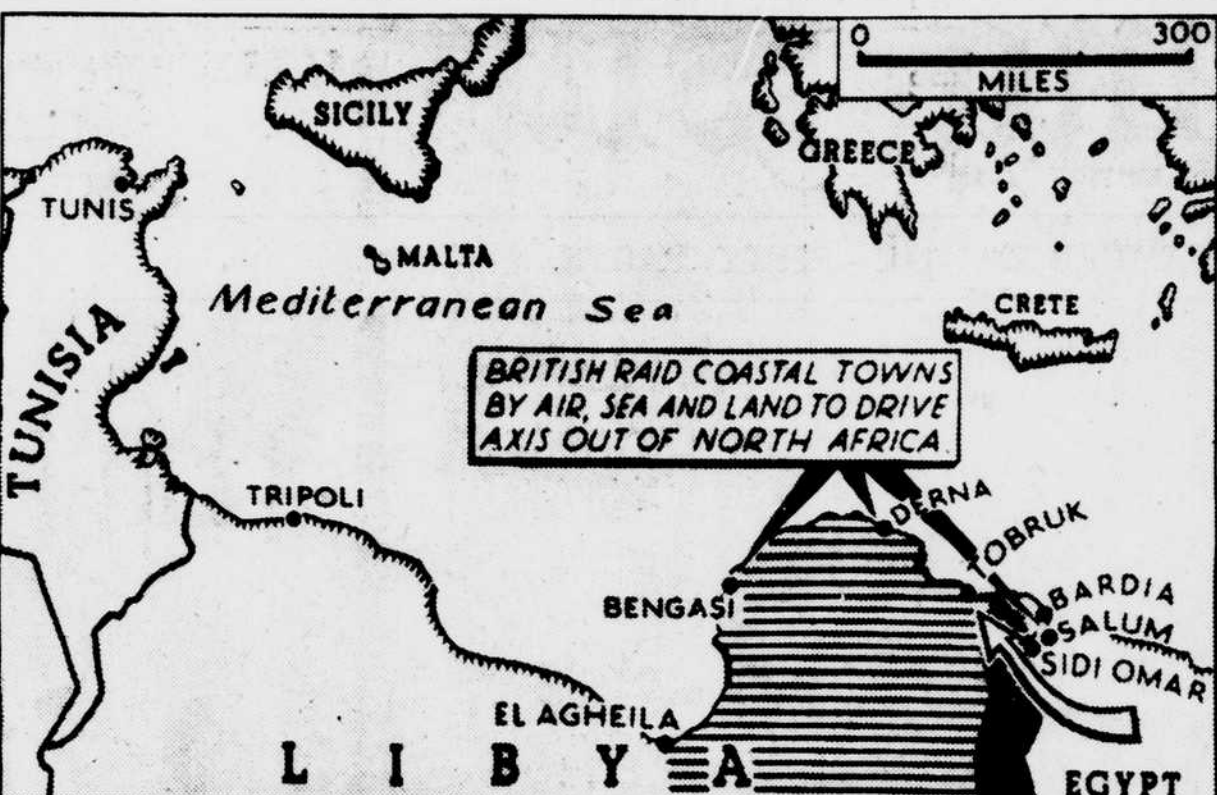 0 300
MILES
SICILY
GREECE
TUNIS
MALTA
Mediterranean Sea
CRETE
TUNISIA
BRITISH RAID COASTAL TOWNS
BY AIR, SEA AND LAND TO DRIVE
AXIS OUT OF NORTH AFRICA
TRIPOLI
DERNA
TOBRUK
BENGASI
BARDIA
SALUM
SIDI OMAR
EL AGHEILA
LIBYA
EGYPT